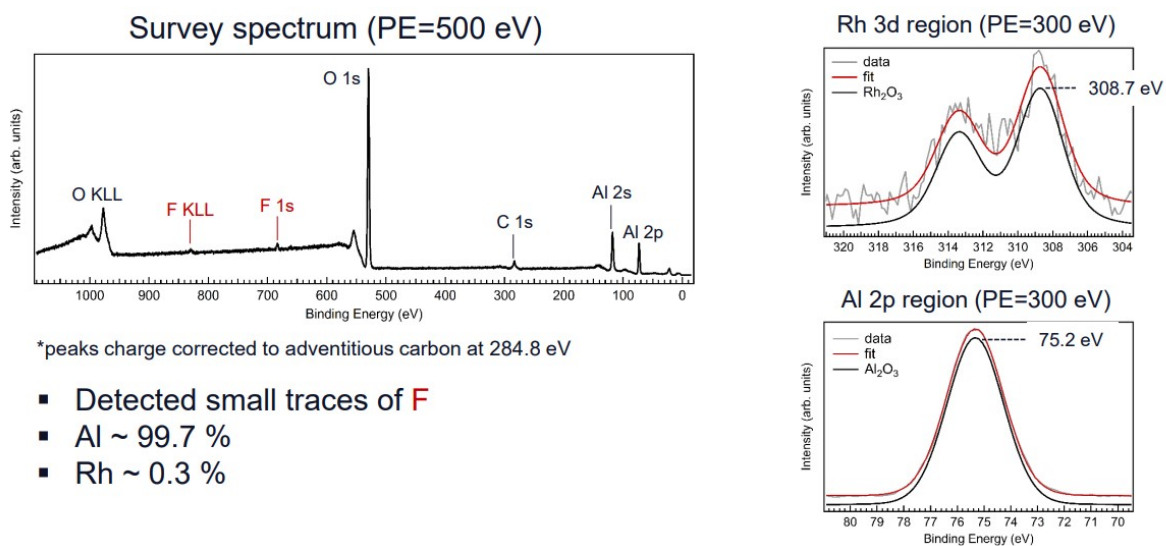 Survey spectrum (PE=500 eV)
Intensity (arb. units)
O KLL
F KLL
F 1s
O 1s
C 1s
Al 2s
Al 2p
1000 900 800 700 600 500 400 300 200 100 0
Binding Energy (eV)
*peaks charge corrected to adventitious carbon at 284.8 eV
▪ Detected small traces of F
▪ Al ~ 99.7 %
▪ Rh ~ 0.3 %
Rh 3d region (PE=300 eV)
Intensity (arb. units)
data
fit
Rh₂O₃
308.7 eV
320 318 316 314 312 310 308 306 304
Binding Energy (eV)
Al 2p region (PE=300 eV)
Intensity (arb. units)
data
fit
Al₂O₃
75.2 eV
80 79 78 77 76 75 74 73 72 71 70
Binding Energy (eV)